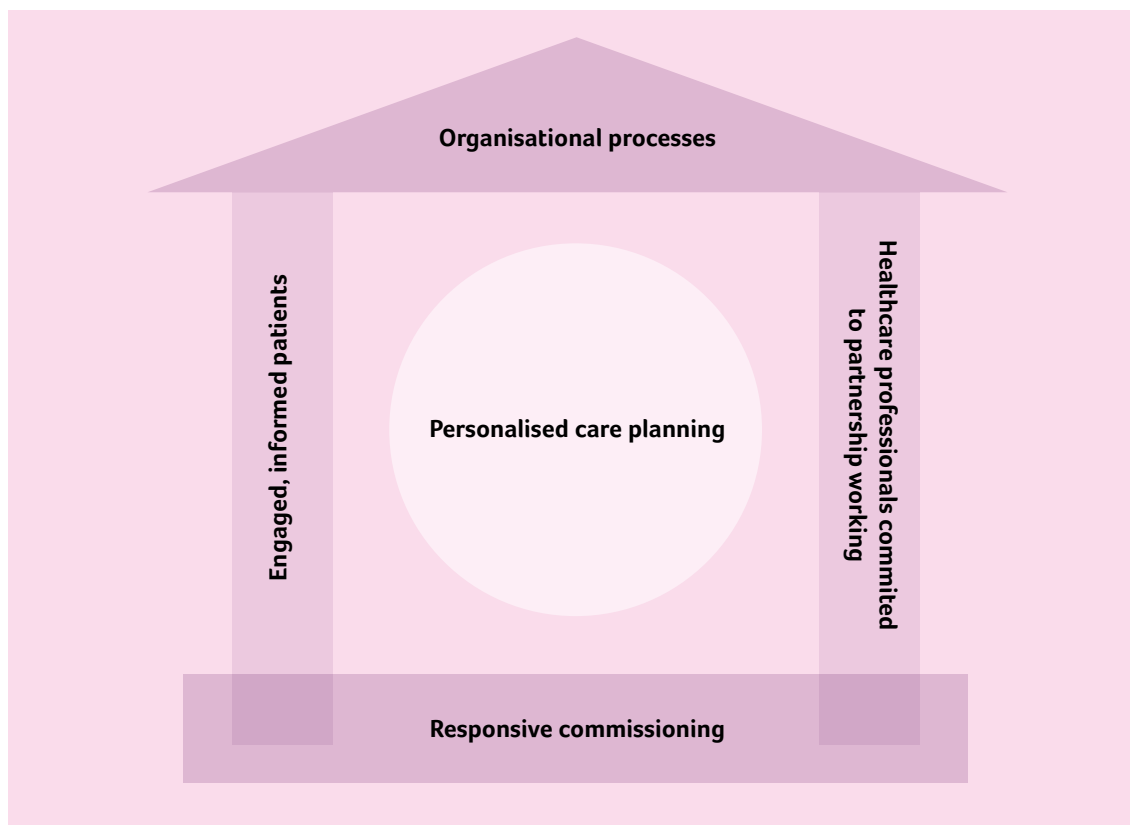 Organisational processes
Engaged, informed patients
Personalised care planning
Healthcare professionals commited
to partnership working
Responsive commissioning